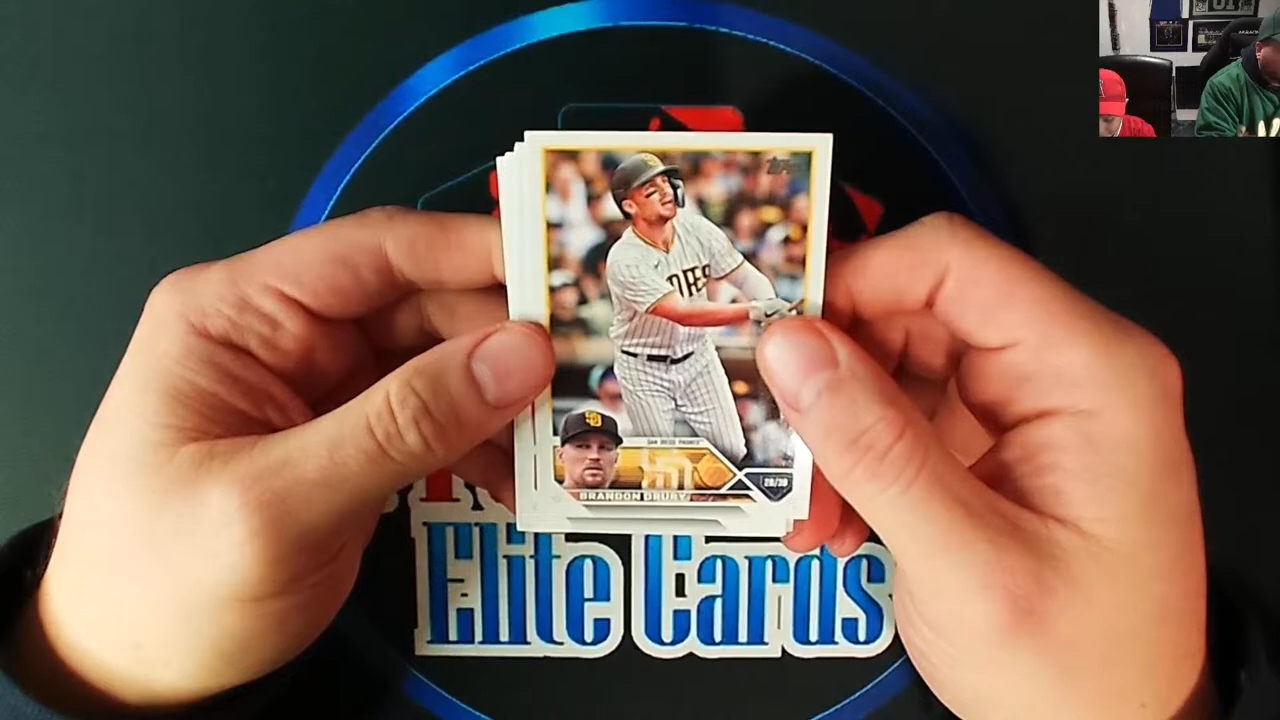 Topps
SAN DIEGO PADRES
2B/3B
BRANDON DRURY
Elite Cards